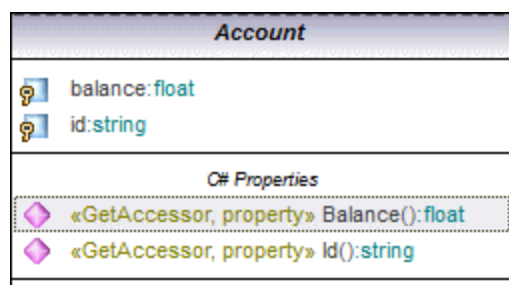 Account
balance:float
id:string
C# Properties
«GetAccessor, property» Balance():float
«GetAccessor, property» Id():string